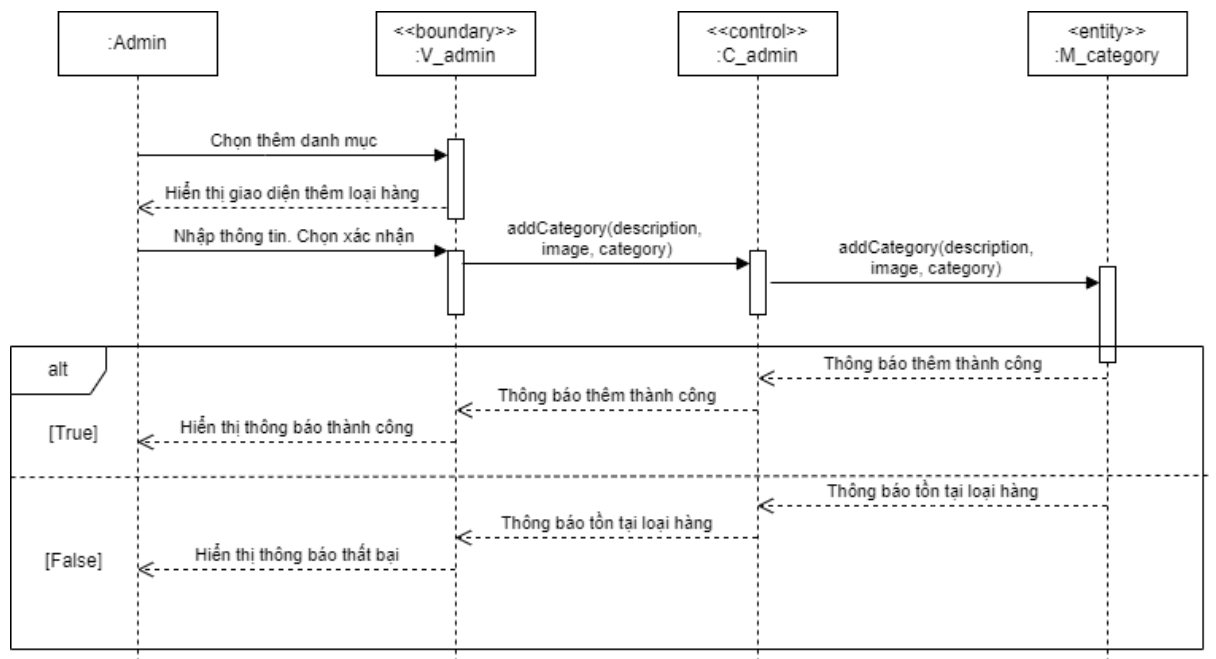 :Admin
<<boundary>>
:V_admin
<<control>>
:C_admin
<entity>>
:M_category
Chọn thêm danh mục
Hiển thị giao diện thêm loại hàng
Nhập thông tin. Chọn xác nhận
addCategory(description,
image, category)
addCategory(description,
image, category)
alt
Thông báo thêm thành công
Thông báo thêm thành công
[True]
Hiển thị thông báo thành công
Thông báo tồn tại loại hàng
Thông báo tồn tại loại hàng
[False]
Hiển thị thông báo thất bại